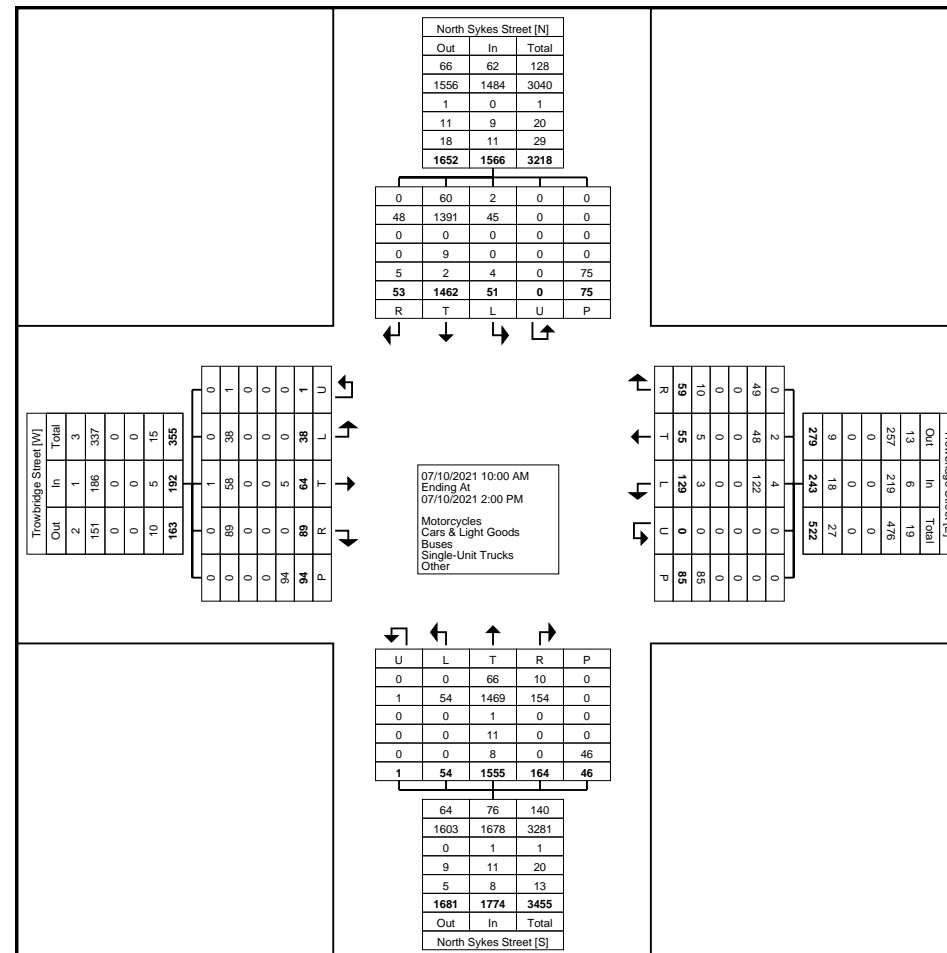 North Sykes Street [N]
Out In Total
66 62 128
1556 1484 3040
1 0 1
11 9 20
18 11 29
1652 1566 3218
0 60 2 0 0
48 1391 45 0 0
0 0 0 0 0
0 9 0 0 0
5 2 4 0 75
53 1462 51 0 75
R T L U P
Trowbridge Street [W]
Out In Total
2 1 3
151 186 337
0 0 0
0 0 0
10 5 15
163 192 355
0 0 1 0 0
0 89 58 38 1
0 0 0 0 0
0 0 0 0 0
94 0 5 0 0
94 89 64 38 1
P R T L U
07/10/2021 10:00 AM
Ending At
07/10/2021 2:00 PM
Motorcycles
Cars & Light Goods
Buses
Single-Unit Trucks
Other
Out In Total
13 6 19
257 219 476
0 0 0
0 0 0
9 18 27
279 243 522
0 2 4 0 0
49 48 122 0 0
0 0 0 0 0
0 0 0 0 0
10 5 3 0 85
59 55 129 0 85
R T L U P
U L T R P
0 0 66 10 0
1 54 1469 154 0
0 0 1 0 0
0 0 11 0 0
0 0 8 0 46
1 54 1555 164 46
64 76 140
1603 1678 3281
0 1 1
9 11 20
5 8 13
1681 1774 3455
Out In Total
North Sykes Street [S]